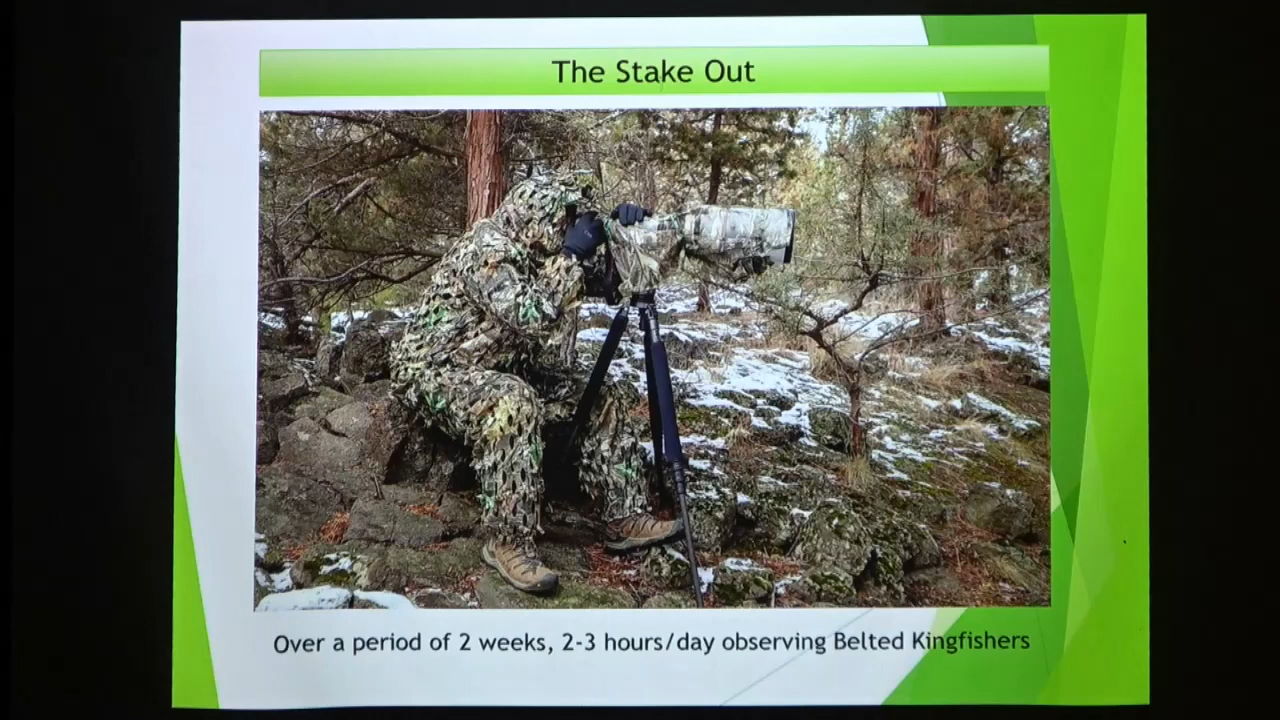 The Stake Out
Over a period of 2 weeks, 2-3 hours/day observing Belted Kingfishers